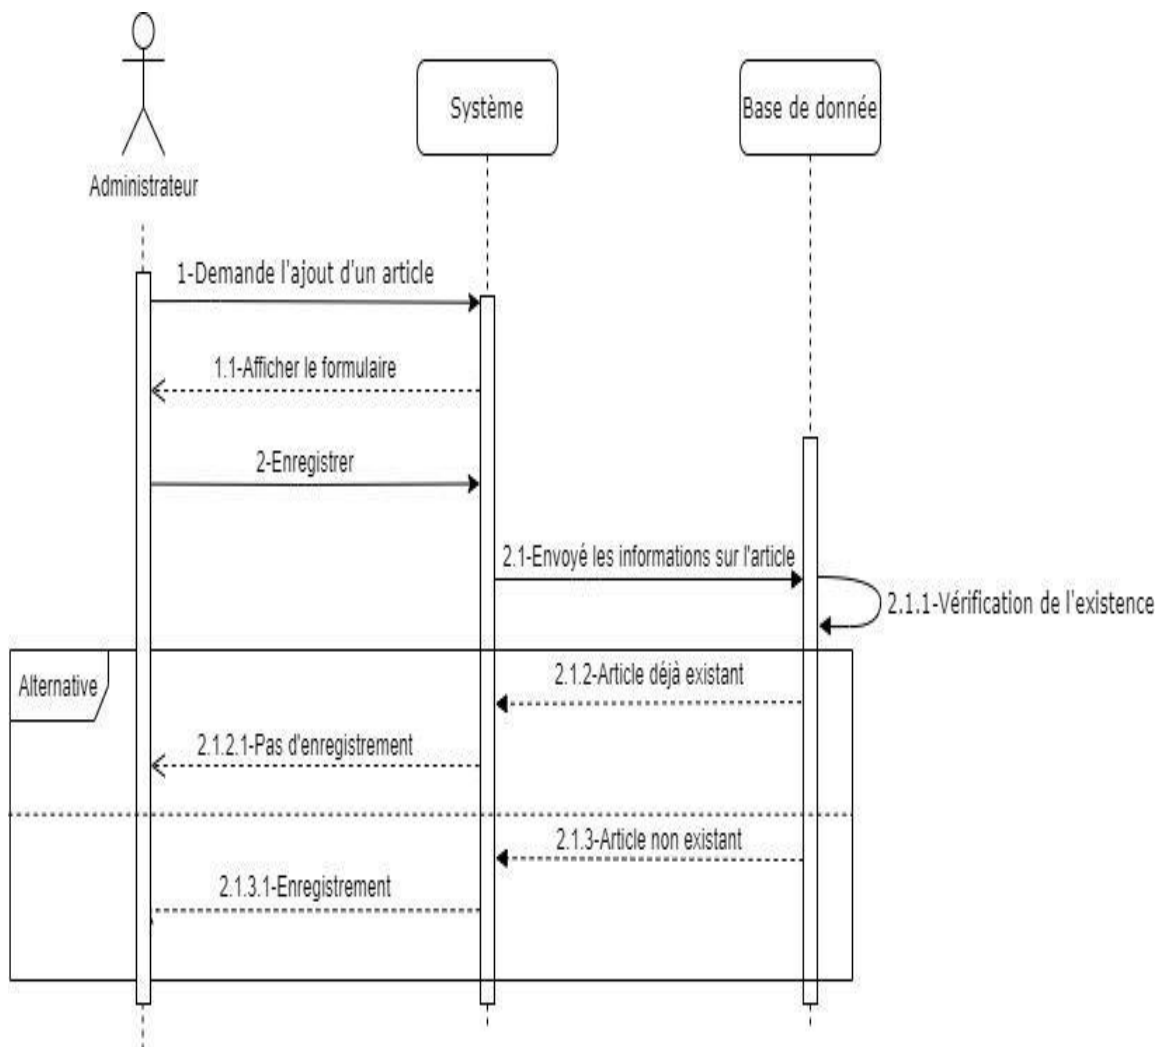 Système
Base de donnée
Administrateur
1-Demande l'ajout d'un article
1.1-Afficher le formulaire
2-Enregistrer
2.1-Envoyé les informations sur l'article
2.1.1-Vérification de l'existence
Alternative
2.1.2-Article déjà existant
2.1.2.1-Pas d'enregistrement
2.1.3-Article non existant
2.1.3.1-Enregistrement